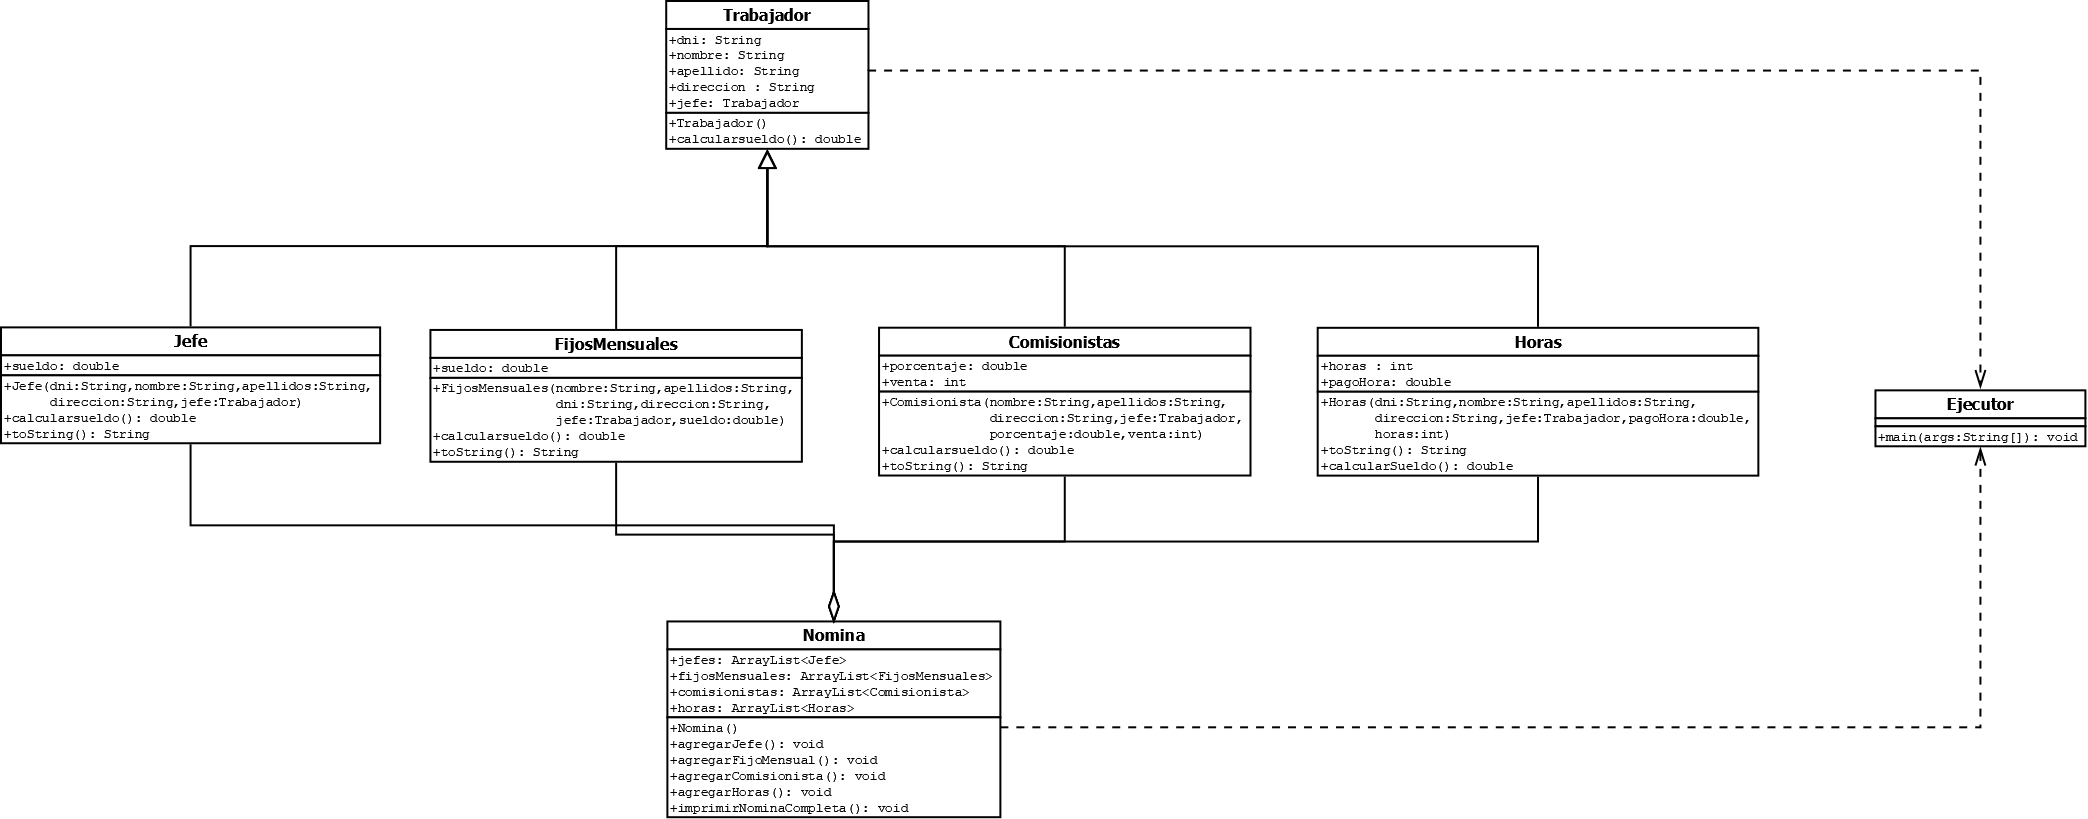 Trabajador
+dni: String
+nombre: String
+apellido: String
+direccion : String
+jefe: Trabajador
+Trabajador()
+calcularsueldo(): double
Jefe
+sueldo: double
+Jefe(dni:String,nombre:String,apellidos:String,
direccion:String,jefe:Trabajador)
+calcularsueldo(): double
+toString(): String
FijosMensuales
+sueldo: double
+FijosMensuales(nombre:String,apellidos:String,
dni:String,direccion:String,
jefe:Trabajador,sueldo:double)
+calcularsueldo(): double
+toString(): String
Comisionistas
+porcentaje: double
+venta: int
+Comisionista(nombre:String,apellidos:String,
direccion:String,jefe:Trabajador,
porcentaje:double,venta:int)
+calcularsueldo(): double
+toString(): String
Horas
+horas : int
+pagoHora: double
+Horas(dni:String,nombre:String,apellidos:String,
direccion:String,jefe:Trabajador,pagoHora:double,
horas:int)
+toString(): String
+calcularSueldo(): double
Ejecutor
+main(args:String[]): void
Nomina
+jefes: ArrayList<Jefe>
+fijosMensuales: ArrayList<FijosMensuales>
+comisionistas: ArrayList<Comisionista>
+horas: ArrayList<Horas>
+Nomina()
+agregarJefe(): void
+agregarFijoMensual(): void
+agregarComisionista(): void
+agregarHoras(): void
+imprimirNominaCompleta(): void